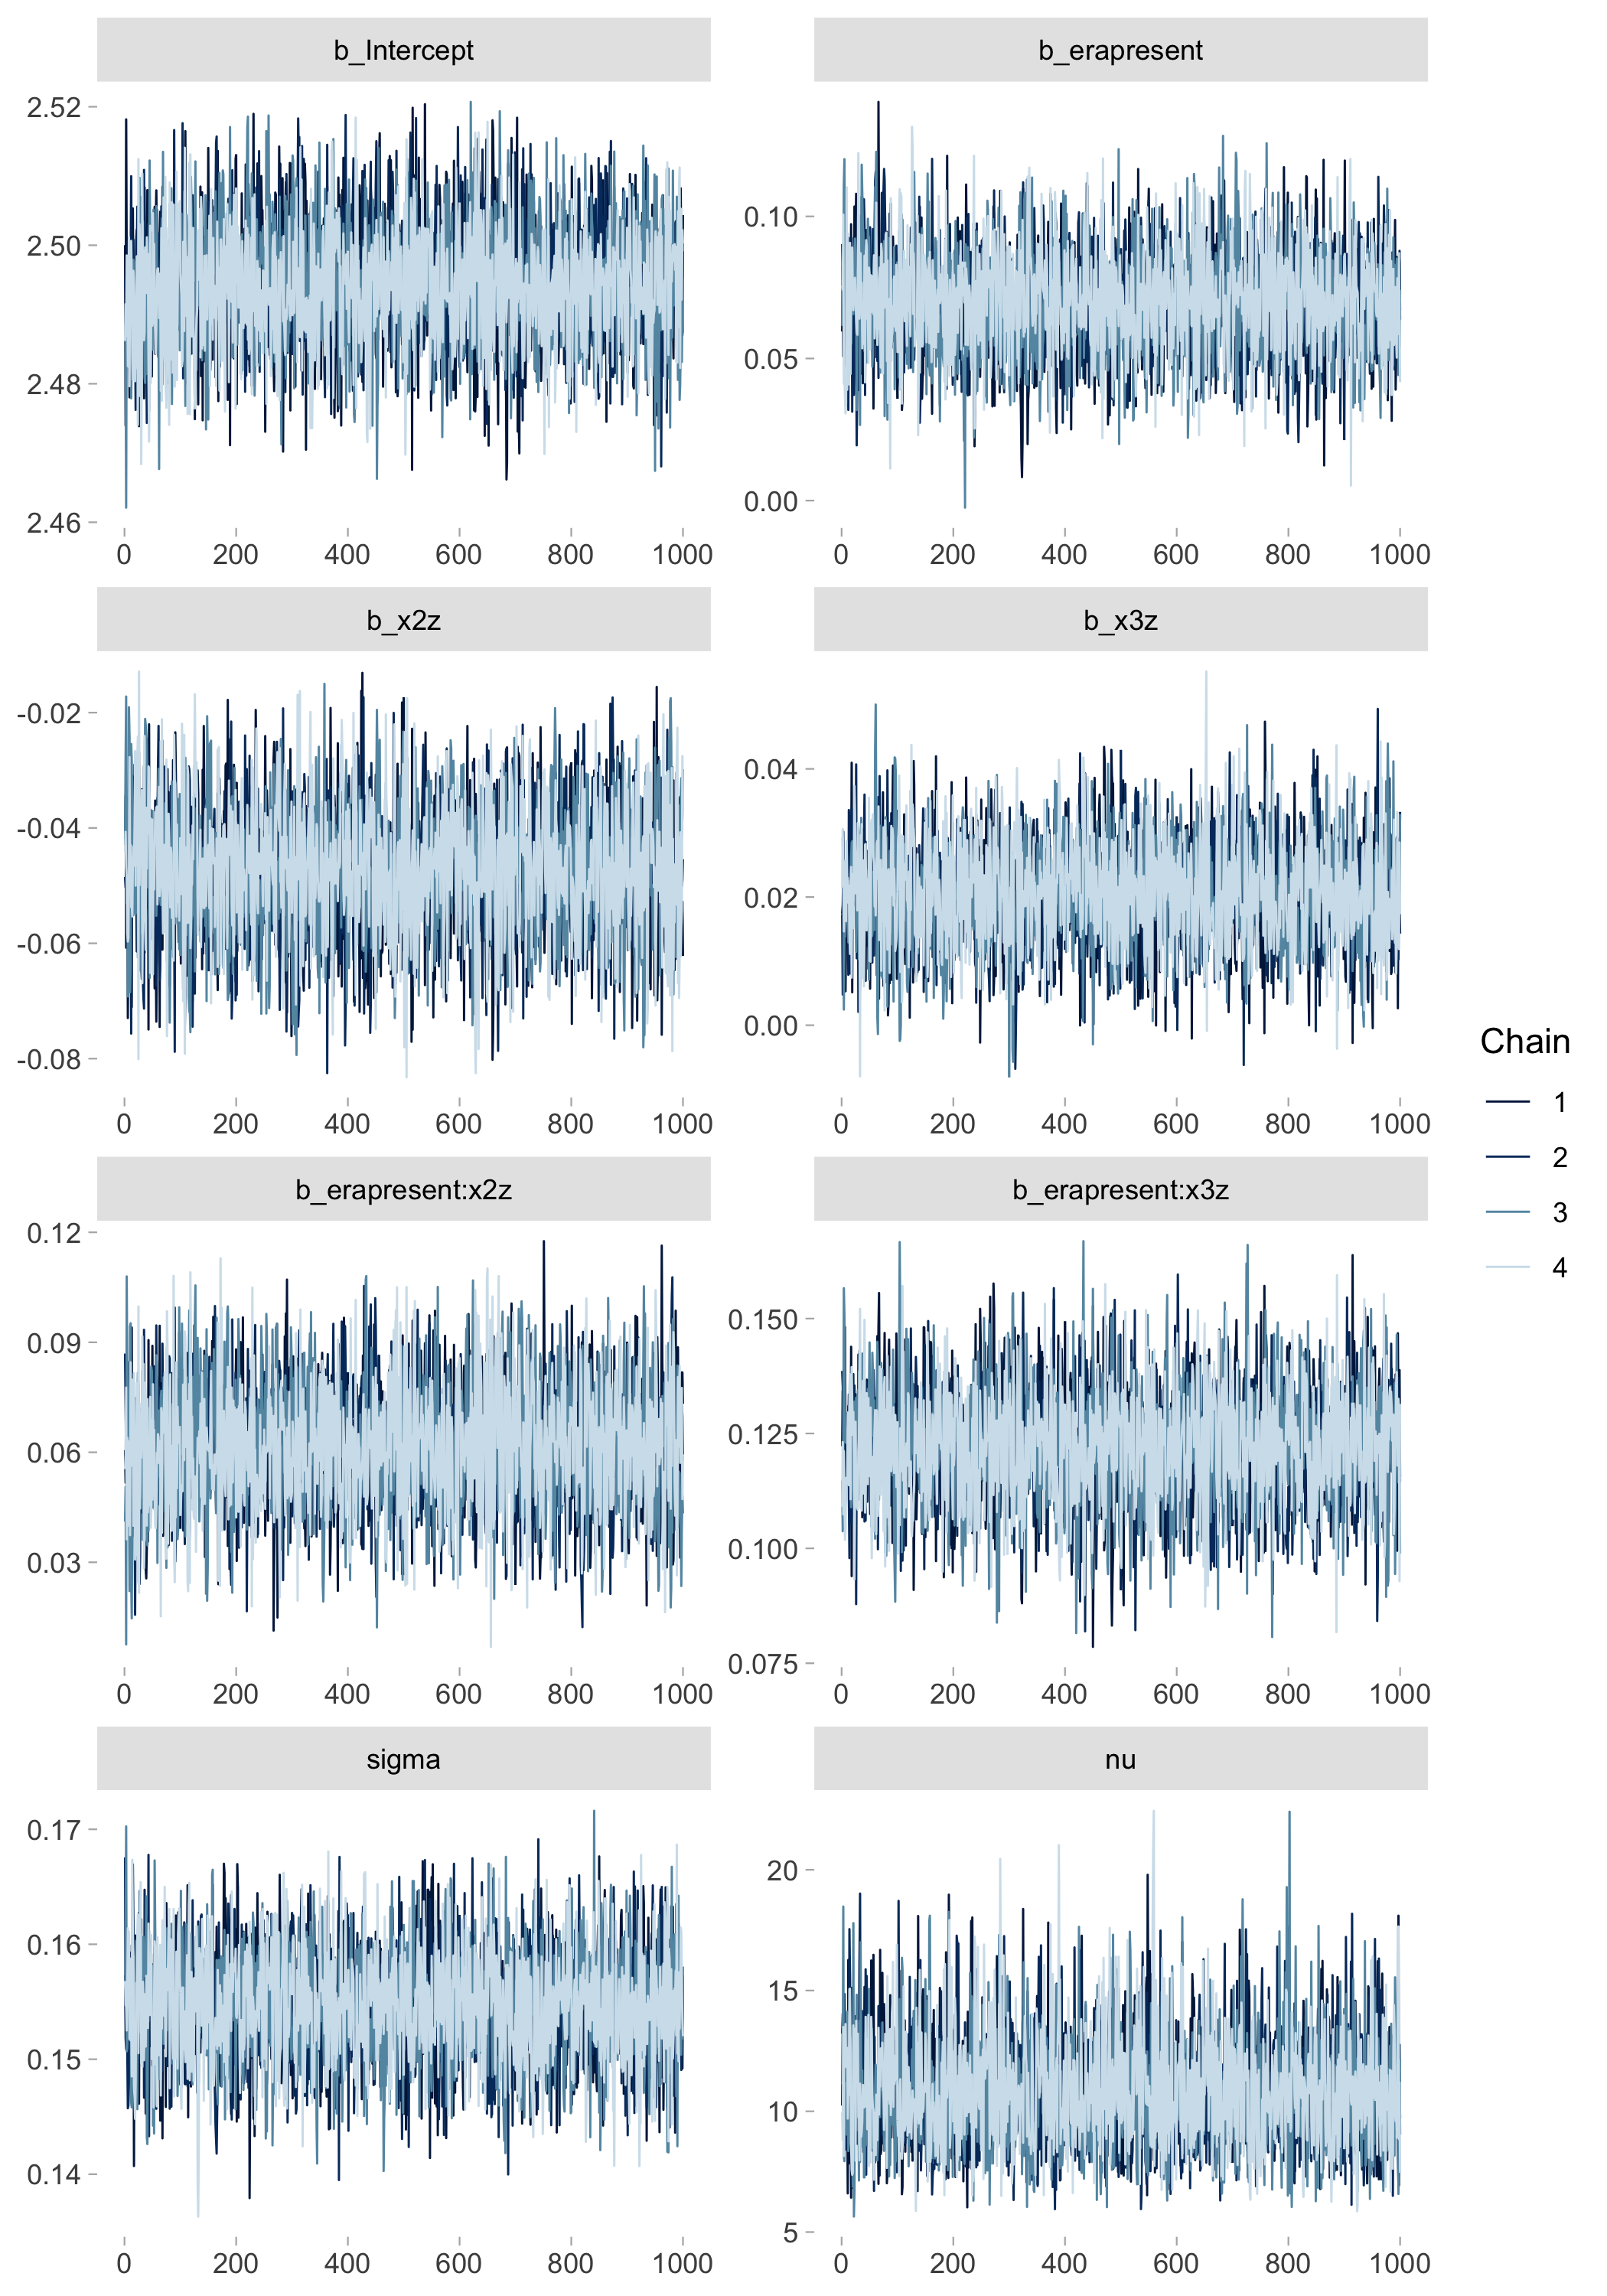 b_Intercept
b_erapresent
2.52
2.50
2.48
2.46
0.10
0.05
0.00
0 200 400 600 800 1000
0 200 400 600 800 1000
b_x2z
b_x3z
-0.02
-0.04
-0.06
-0.08
0.04
0.02
0.00
0 200 400 600 800 1000
0 200 400 600 800 1000
b_erapresent:x2z
b_erapresent:x3z
0.12
0.09
0.06
0.03
0.150
0.125
0.100
0.075
0 200 400 600 800 1000
0 200 400 600 800 1000
sigma
nu
0.17
0.16
0.15
0.14
20
15
10
5
0 200 400 600 800 1000
0 200 400 600 800 1000
Chain
1
2
3
4